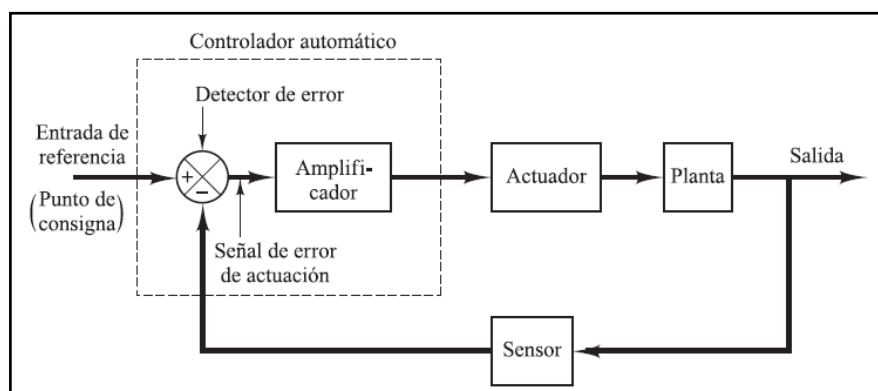 Controlador automático
Detector de error
Entrada de
referencia
(Punto de
consigna)
+
−
Amplifi-
cador
Señal de error
de actuación
Actuador
Planta
Salida
Sensor